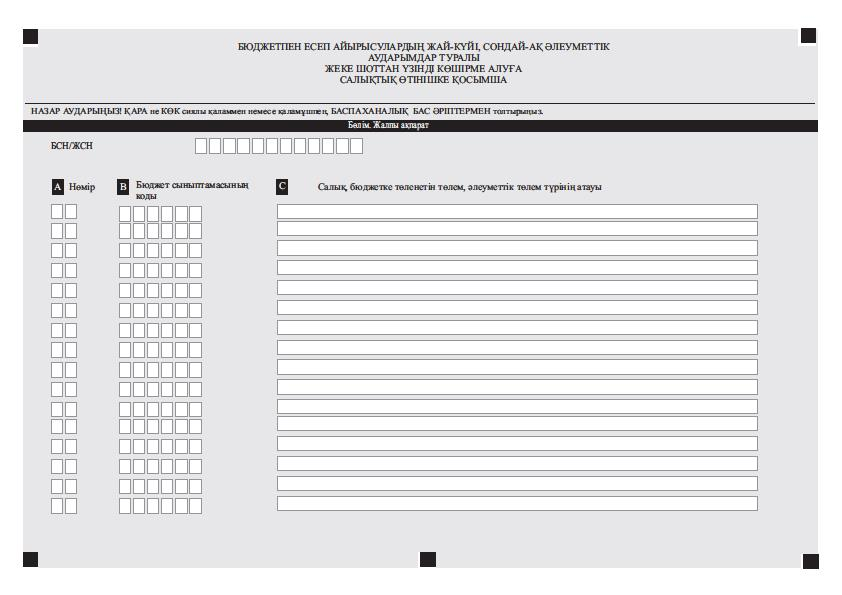 БЮДЖЕТПЕН ЕСЕП АЙЫРЫСУЛАРДЫҢ ЖАЙ-КҮЙІ, СОНДАЙ-АҚ ӘЛЕУМЕТТІК
АУДАРЫМДАР ТУРАЛЫ
ЖЕКЕ ШОТТАН ҮЗІНДІ КӨШІРМЕ АЛУҒА
САЛЫҚТЫҚ ӨТІНІШКЕ ҚОСЫМША
НАЗАР АУДАРЫҢЫЗ! ҚАРА не КӨК сиялы қаламмен немесе қаламұшпен, БАСПАХАНАЛЫҚ БАС ӘРІПТЕРМЕН толтырыңыз.
Бөлім. Жалпы ақпарат
БСН/ЖСН
A Нөмір
B Бюджет сыныптамасының
коды
C Салық, бюджетке төленетін төлем, әлеуметтік төлем түрінің атауы